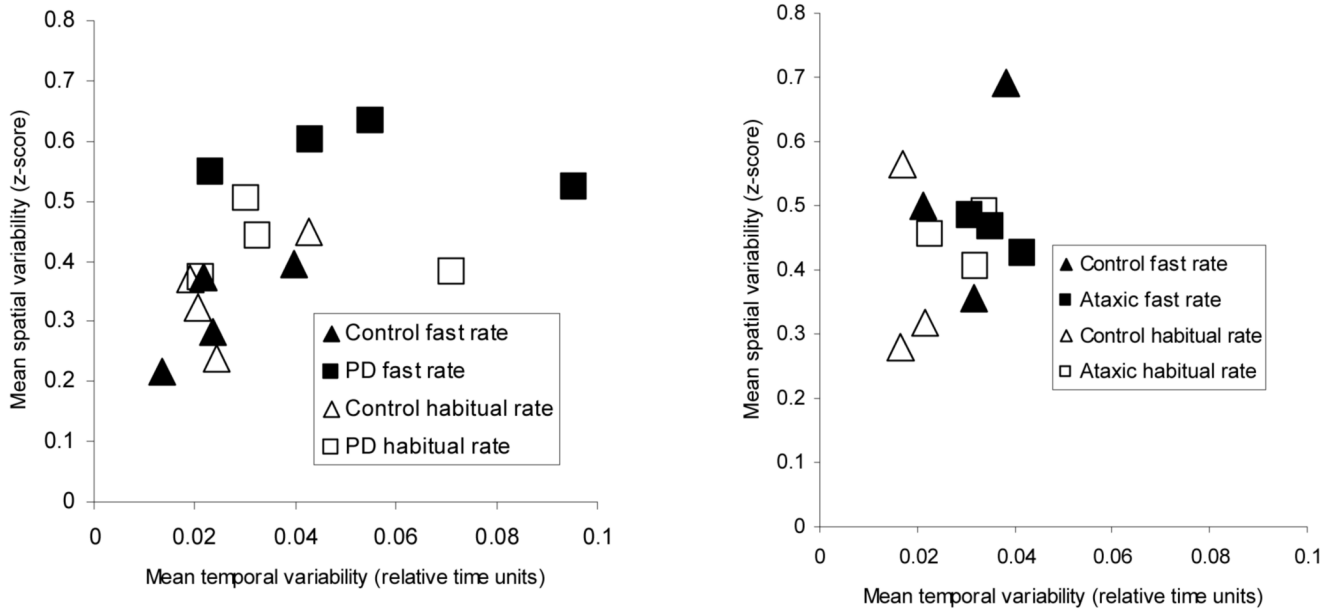 0.8
0.7
0.6
0.5
0.4
0.3
0.2
0.1
0
Mean spatial variability (z-score)
0 0.02 0.04 0.06 0.08 0.1
Mean temporal variability (relative time units)
Control fast rate
PD fast rate
Control habitual rate
PD habitual rate
0.8
0.7
0.6
0.5
0.4
0.3
0.2
0.1
0
Mean spatial variability (z-score)
0 0.02 0.04 0.06 0.08 0.1
Mean temporal variability (relative time units)
Control fast rate
Ataxic fast rate
Control habitual rate
Ataxic habitual rate